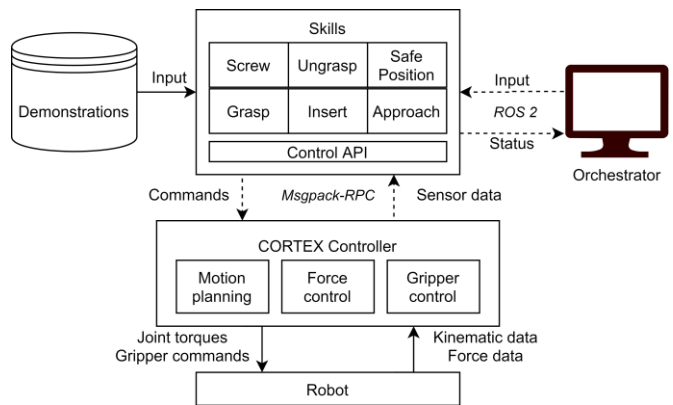 Skills
Screw
Ungrasp
Safe
Position
Grasp
Insert
Approach
Control API
Demonstrations
Input
Input
ROS 2
Status
Orchestrator
Commands
Msgpack-RPC
Sensor data
CORTEX Controller
Motion
planning
Force
control
Gripper
control
Joint torques
Gripper commands
Kinematic data
Force data
Robot